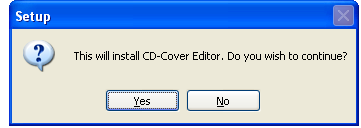 Setup
This will install CD-Cover Editor. Do you wish to continue?
Yes
No